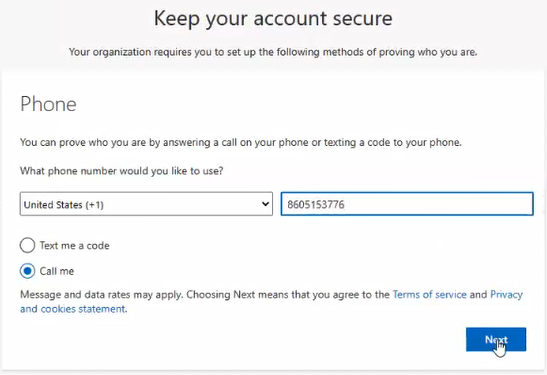 Keep your account secure
Your organization requires you to set up the following methods of proving who you are.
Phone
You can prove who you are by answering a call on your phone or texting a code to your phone.
What phone number would you like to use?
United States (+1)
8605153776
Text me a code
Call me
Message and data rates may apply. Choosing Next means that you agree to the Terms of service and Privacy
and cookies statement.
Next